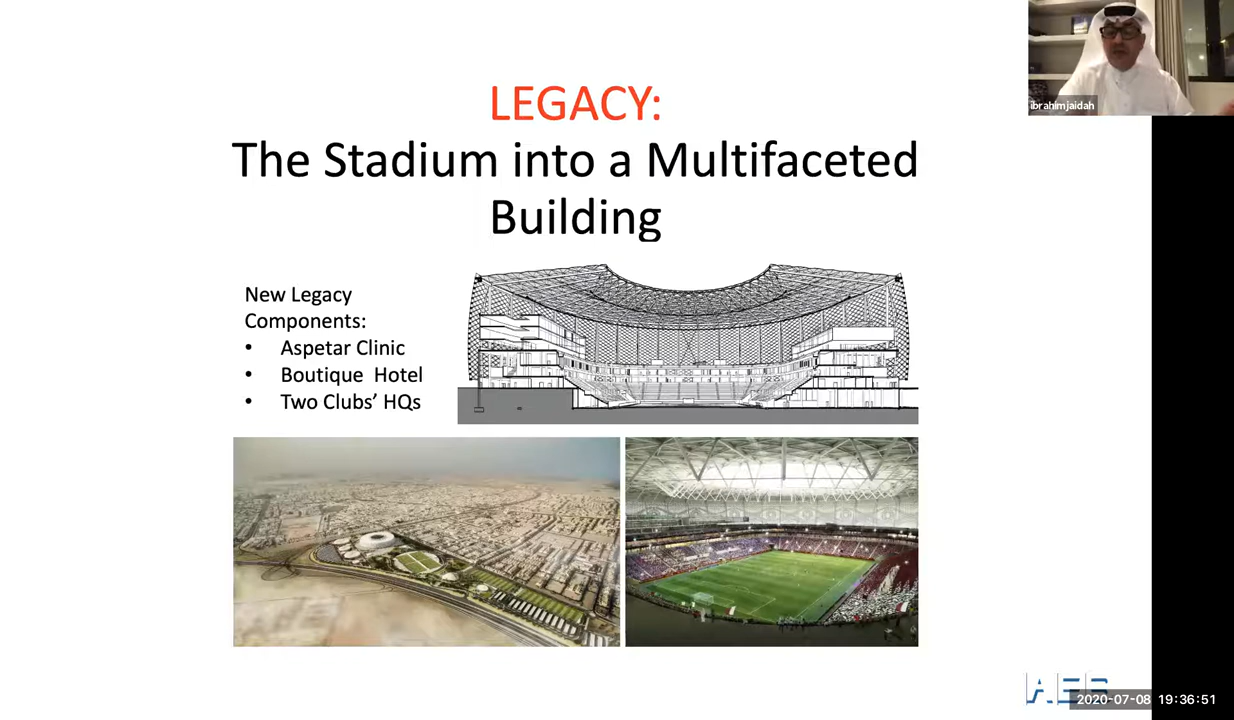 ibrahimjaidah
LEGACY:
The Stadium into a Multifaceted
Building
New Legacy
Components:
• Aspetar Clinic
• Boutique Hotel
• Two Clubs’ HQs
AEB
2020-07-08 19:36:51